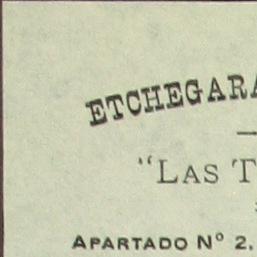 ETCHEGARA
"LAS T
APARTADO Nº 2.